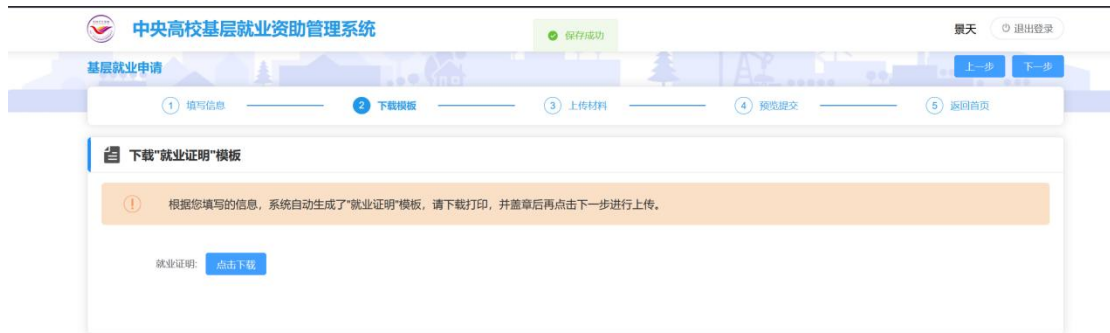 中央高校基层就业资助管理系统
保存成功
景天
退出登录
基层就业申请
上一步
下一步
1 填写信息
2 下载模板
3 上传材料
4 预览提交
5 返回首页
下载"就业证明"模板
根据您填写的信息，系统自动生成了"就业证明"模板，请下载打印，并盖章后再点击下一步进行上传。
就业证明:
点击下载